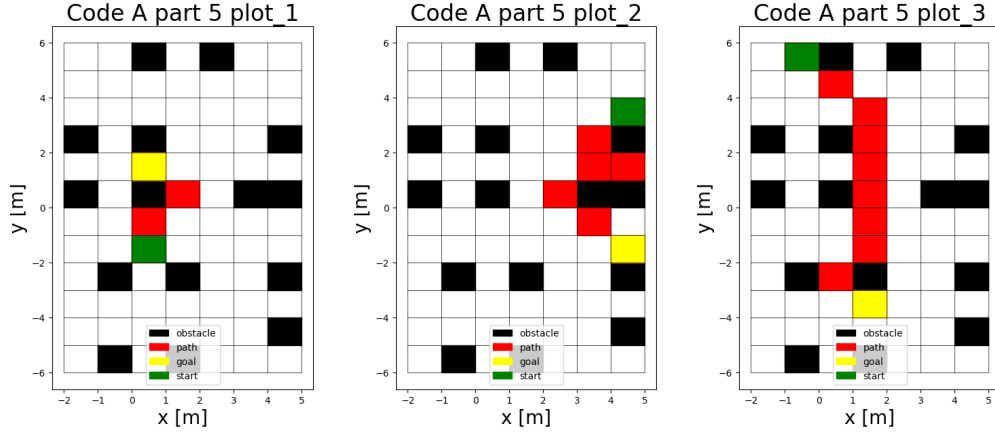 Code A part 5 plot_1
6
4
2
0
−2
−4
−6
y [m]
−2 −1 0 1 2 3 4 5
x [m]
obstacle
path
goal
start
Code A part 5 plot_2
6
4
2
0
−2
−4
−6
y [m]
−2 −1 0 1 2 3 4 5
x [m]
obstacle
path
goal
start
Code A part 5 plot_3
6
4
2
0
−2
−4
−6
y [m]
−2 −1 0 1 2 3 4 5
x [m]
obstacle
path
goal
start